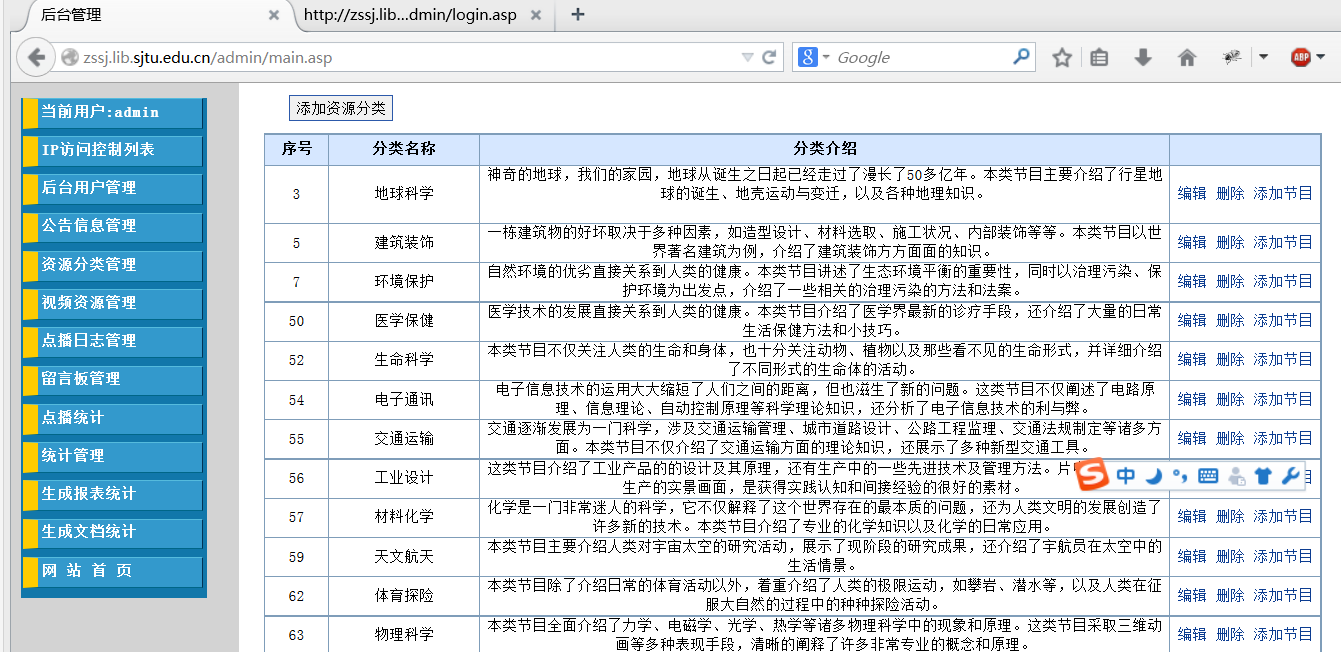 后台管理
http://zssj.lib...dmin/login.asp
zssj.lib.sjtu.edu.cn/admin/main.asp
Google
ABP
当前用户:admin
IP访问控制列表
后台用户管理
公告信息管理
资源分类管理
视频资源管理
点播日志管理
留言板管理
点播统计
统计管理
生成报表统计
生成文档统计
网 站 首 页
添加资源分类
序号 分类名称 分类介绍
神奇的地球，我们的家园，地球从诞生之日起已经走过了漫长了50多亿年。本类节目主要介绍了行星地
3 地球科学 球的诞生、地壳运动与变迁，以及各种地理知识。 编辑 删除 添加节目
一栋建筑物的好坏取决于多种因素，如造型设计、材料选取、施工状况、内部装饰等等。本类节目以世
5 建筑装饰 界著名建筑为例，介绍了建筑装饰方方面面的知识。 编辑 删除 添加节目
自然环境的优劣直接关系到人类的健康。本类节目讲述了生态环境平衡的重要性，同时以治理污染、保
7 环境保护 护环境为出发点，介绍了一些相关的治理污染的方法和法案。 编辑 删除 添加节目
医学技术的发展直接关系到人类的健康。本类节目介绍了医学界最新的诊疗手段，还介绍了大量的日常
50 医学保健 生活保健方法和小技巧。 编辑 删除 添加节目
本类节目不仅关注人类的生命和身体，也十分关注动物、植物以及那些看不见的生命形式，并详细介绍
52 生命科学 了不同形式的生命体的活动。 编辑 删除 添加节目
电子信息技术的运用大大缩短了人们之间的距离，但也滋生了新的问题。这类节目不仅阐述了电路原
54 电子通讯 理、信息理论、自动控制原理等科学理论知识，还分析了电子信息技术的利与弊。 编辑 删除 添加节目
交通逐渐发展为一门科学，涉及交通运输管理、城市道路设计、公路工程监理、交通法规制定等诸多方
55 交通运输 面。本类节目不仅介绍了交通运输方面的理论知识，还展示了多种新型交通工具。 编辑 删除 添加节目
这类节目介绍了工业产品的的设计及其原理，还有生产中的一些先进技术及管理方法。片 中
56 工业设计 生产的实景画面，是获得实践认知和间接经验的很好的素材。 目
化学是一门非常迷人的科学，它不仅解释了这个世界存在的最本质的问题，还为人类文明的发展创造了
57 材料化学 许多新的技术。本类节目介绍了专业的化学知识以及化学的日常应用。 编辑 删除 添加节目
本类节目主要介绍人类对宇宙太空的研究活动，展示了现阶段的研究成果，还介绍了宇航员在太空中的
59 天文航天 生活情景。 编辑 删除 添加节目
本类节目除了介绍日常的体育活动以外，着重介绍了人类的极限运动，如攀岩、潜水等，以及人类在征
62 体育探险 服大自然的过程中的种种探险活动。 编辑 删除 添加节目
本类节目全面介绍了力学、电磁学、光学、热学等诸多物理科学中的现象和原理。这类节目采取三维动
63 物理科学 画等多种表现手段，清晰的阐释了许多非常专业的概念和原理。 编辑 删除 添加节目